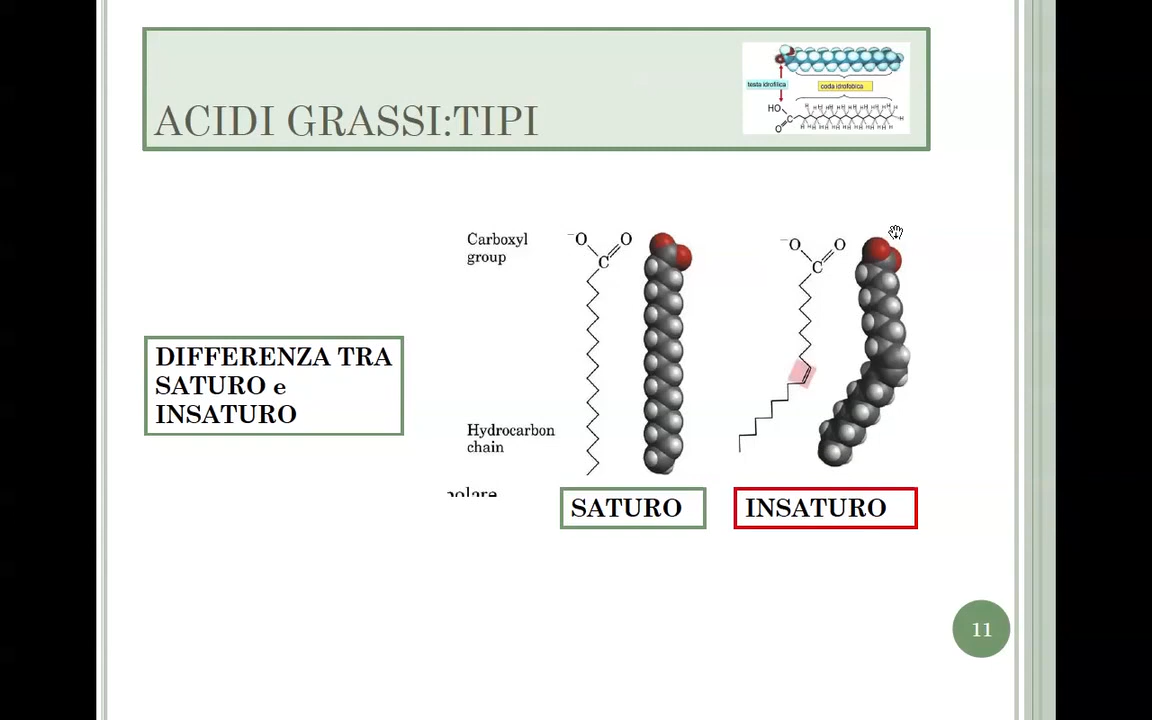 ACIDI GRASSI:TIPI
testa idrofilica
coda idrofobica
HO
C
O
H H H H H H H H
H
H H H H H H H H
Carboxyl
group
⁻O O
C
⁻O O
C
DIFFERENZA TRA
SATURO e
INSATURO
Hydrocarbon
chain
polare
SATURO
INSATURO
11